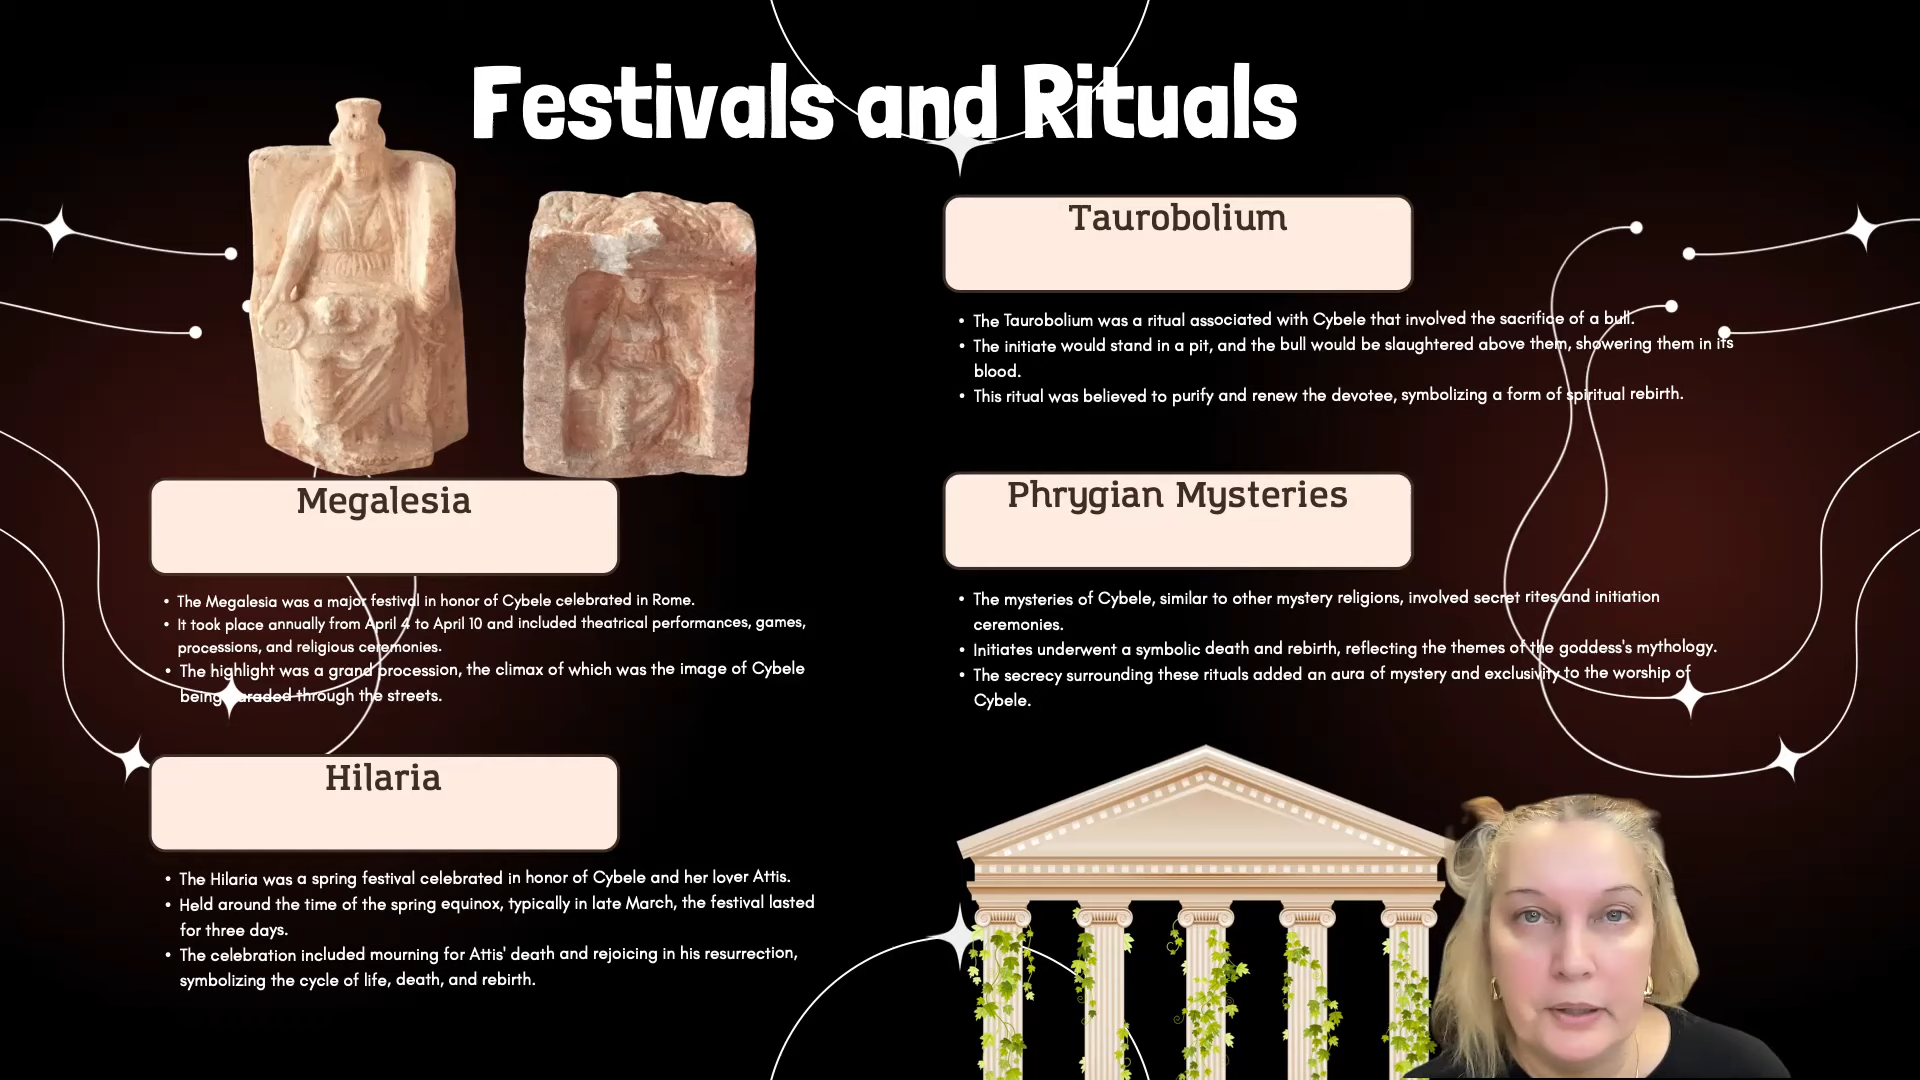 Festivals and Rituals
Megalesia
• The Megalesia was a major festival in honor of Cybele celebrated in Rome.
• It took place annually from April 4 to April 10 and included theatrical performances, games,
processions, and religious ceremonies.
• The highlight was a grand procession, the climax of which was the image of Cybele
being paraded through the streets.
Hilaria
• The Hilaria was a spring festival celebrated in honor of Cybele and her lover Attis.
• Held around the time of the spring equinox, typically in late March, the festival lasted
for three days.
• The celebration included mourning for Attis' death and rejoicing in his resurrection,
symbolizing the cycle of life, death, and rebirth.
Taurobolium
• The Taurobolium was a ritual associated with Cybele that involved the sacrifice of a bull.
• The initiate would stand in a pit, and the bull would be slaughtered above them, showering them in its
blood.
• This ritual was believed to purify and renew the devotee, symbolizing a form of spiritual rebirth.
Phrygian Mysteries
• The mysteries of Cybele, similar to other mystery religions, involved secret rites and initiation
ceremonies.
• Initiates underwent a symbolic death and rebirth, reflecting the themes of the goddess's mythology.
• The secrecy surrounding these rituals added an aura of mystery and exclusivity to the worship of
Cybele.